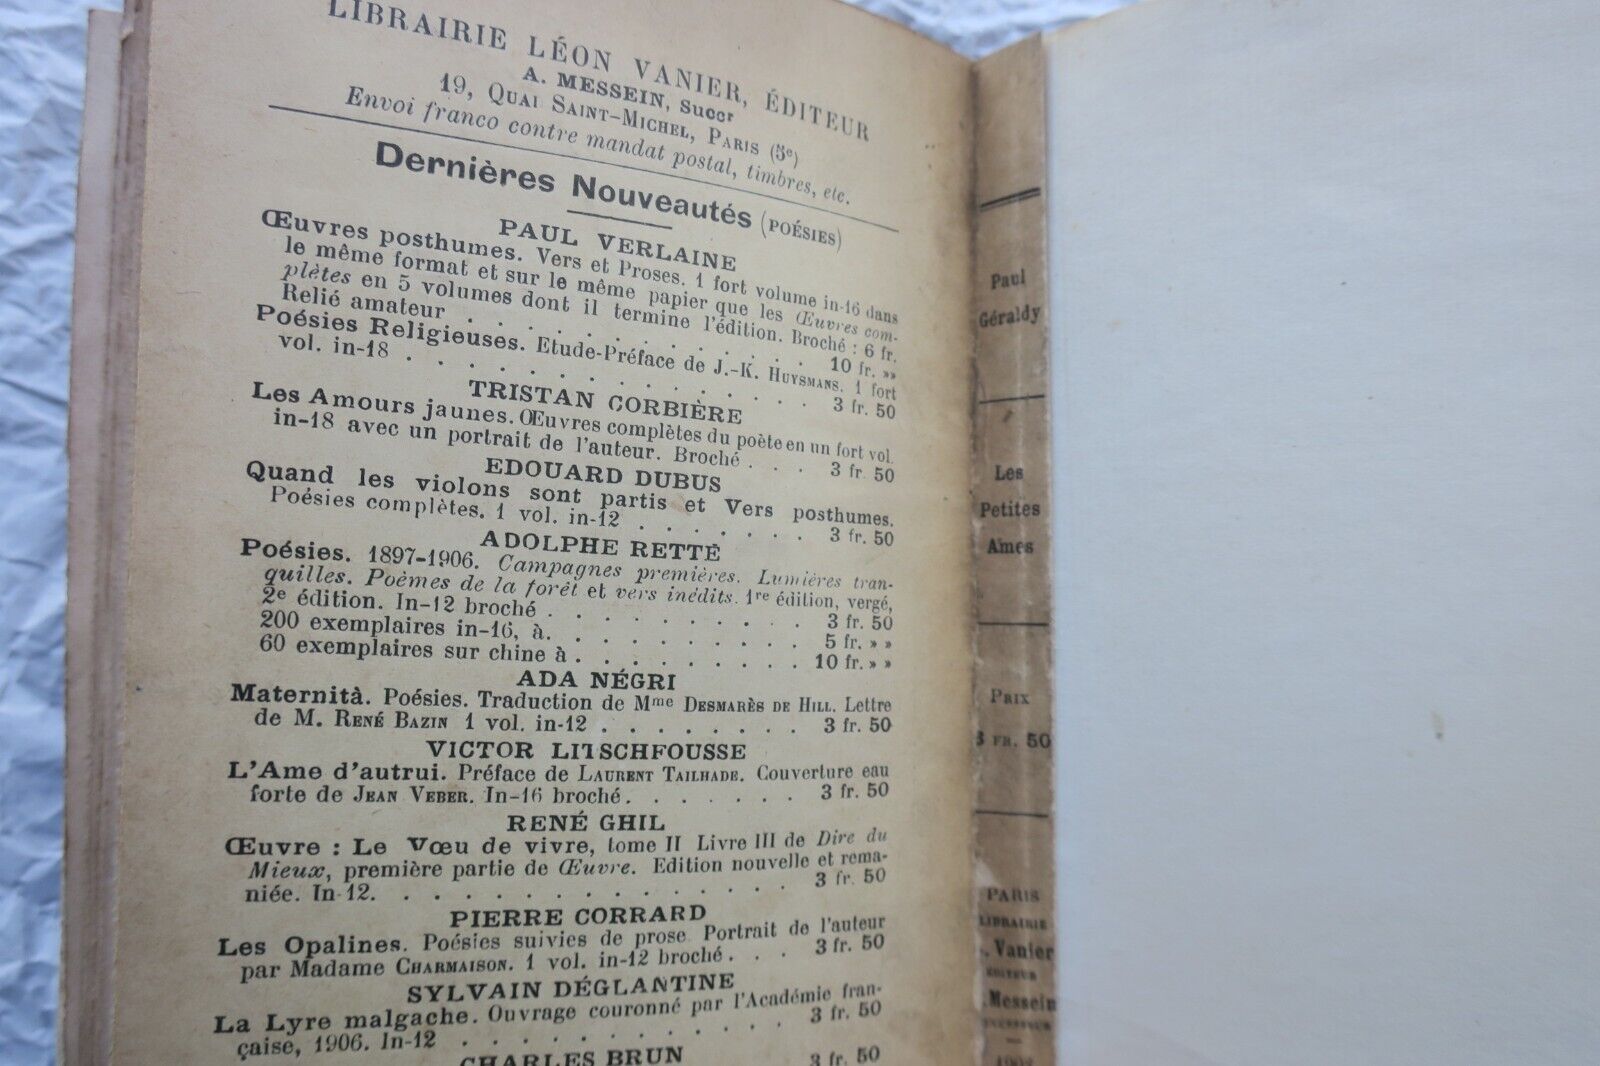 LIBRAIRIE LÉON VANIER, ÉDITEUR
A. MESSEIN, Succr
19, QUAI SAINT-MICHEL, PARIS (5e)
Envoi franco contre mandat postal, timbres, etc.
Dernières Nouveautés (POÉSIES)
PAUL VERLAINE
Œuvres posthumes. Vers et Proses. 1 fort volume in-16 dans
le même format et sur le même papier que les Œuvres com-
plètes en 5 volumes dont il termine l'édition. Broché : 6 fr.
Relié amateur . . . . . . . . . . . 10 fr. »»
Poésies Religieuses. Etude-Préface de J.-K. HUYSMANS. 1 fort
vol. in-18 . . . . . . . . . . . . 3 fr. 50
TRISTAN CORBIÈRE
Les Amours jaunes. Œuvres complètes du poète en un fort vol.
in-18 avec un portrait de l'auteur. Broché . . . 3 fr. 50
EDOUARD DUBUS
Quand les violons sont partis et Vers posthumes.
Poésies complètes. 1 vol. in-12 . . . . . . . 3 fr. 50
ADOLPHE RETTÉ
Poésies. 1897-1906. Campagnes premières. Lumières tran-
quilles. Poèmes de la forêt et vers inédits. 1re édition, vergé,
2e édition. In-12 broché . . . . . . . . . 3 fr. 50
200 exemplaires in-16, à. . . . . . . . . 5 fr. » »
60 exemplaires sur chine à . . . . . . . . . 10 fr. » »
ADA NÉGRI
Maternità. Poésies. Traduction de Mme DESMARÈS DE HILL. Lettre
de M. RENÉ BAZIN 1 vol. in-12 . . . . . . . . 3 fr. 50
VICTOR LITSCHFOUSSE
L'Ame d'autrui. Préface de LAURENT TAILHADE. Couverture eau
forte de JEAN VEBER. In-16 broché. . . . . . . 3 fr. 50
RENÉ GHIL
Œuvre : Le Vœu de vivre, tome II Livre III de Dire du
Mieux, première partie de Œuvre. Edition nouvelle et rema-
niée. In-12. . . . . . . . . . . . . . 3 fr. 50
PIERRE CORRARD
Les Opalines. Poésies suivies de prose. Portrait de l'auteur
par Madame CHARMAISON. 1 vol. in-12 broché . . . 3 fr. 50
SYLVAIN DÉGLANTINE
La Lyre malgache. Ouvrage couronné par l'Académie fran-
çaise, 1906. In-12 . . . . . . . . . . . 3 fr. 50
CHARLES BRUN
3 fr. 50
Paul
Géraldy
Les
Petites
Ames
PRIX
3 FR. 50
PARIS
LIBRAIRIE
Vanier
ÉDITEUR
Messein
SUCCESSEUR